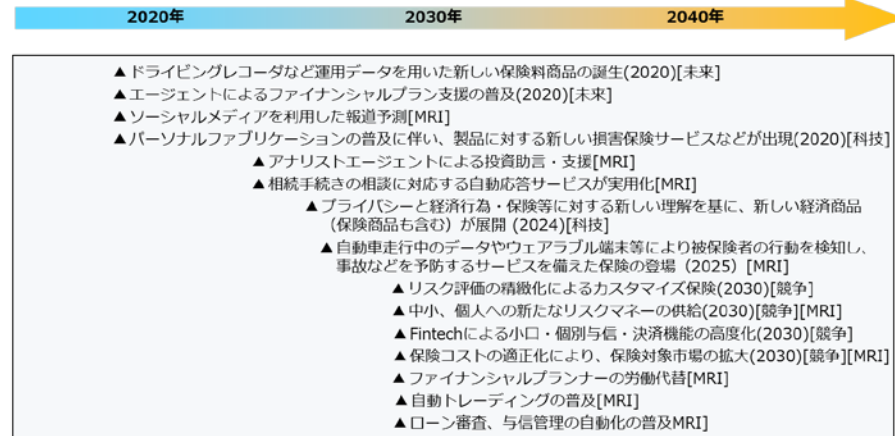 2020年 2030年 2040年
▲ドライビングレコーダなど運用データを用いた新しい保険料商品の誕生(2020)[未来]
▲エージェントによるファイナンシャルプラン支援の普及(2020)[未来]
▲ソーシャルメディアを利用した報道予測[MRI]
▲パーソナルファブリケーションの普及に伴い、製品に対する新しい損害保険サービスなどが出現(2020)[科技]
▲アナリストエージェントによる投資助言・支援[MRI]
▲相続手続きの相談に対応する自動応答サービスが実用化[MRI]
▲プライバシーと経済行為・保険等に対する新しい理解を基に、新しい経済商品
（保険商品も含む）が展開 (2024)[科技]
▲自動車走行中のデータやウェアラブル端末等により被保険者の行動を検知し、
事故などを予防するサービスを備えた保険の登場（2025）[MRI]
▲リスク評価の精緻化によるカスタマイズ保険(2030)[競争]
▲中小、個人への新たなリスクマネーの供給(2030)[競争][MRI]
▲Fintechによる小口・個別与信・決済機能の高度化(2030)[競争]
▲保険コストの適正化により、保険対象市場の拡大(2030)[競争][MRI]
▲ファイナンシャルプランナーの労働代替[MRI]
▲自動トレーディングの普及[MRI]
▲ローン審査、与信管理の自動化の普及MRI]